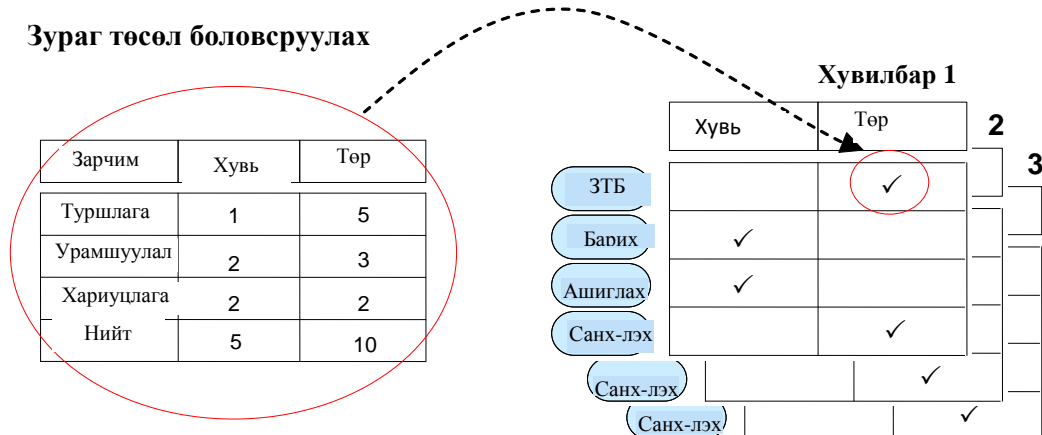 Зураг төсөл боловсруулах
Зарчим Хувь Төр
Туршлага 1 5
Урамшуулал 2 3
Хариуцлага 2 2
Нийт 5 10
Хувилбар 1
Хувь Төр 2
3
ЗТБ ✓
Барих ✓
Ашиглах ✓
Санх-лэх ✓
Санх-лэх ✓
Санх-лэх ✓